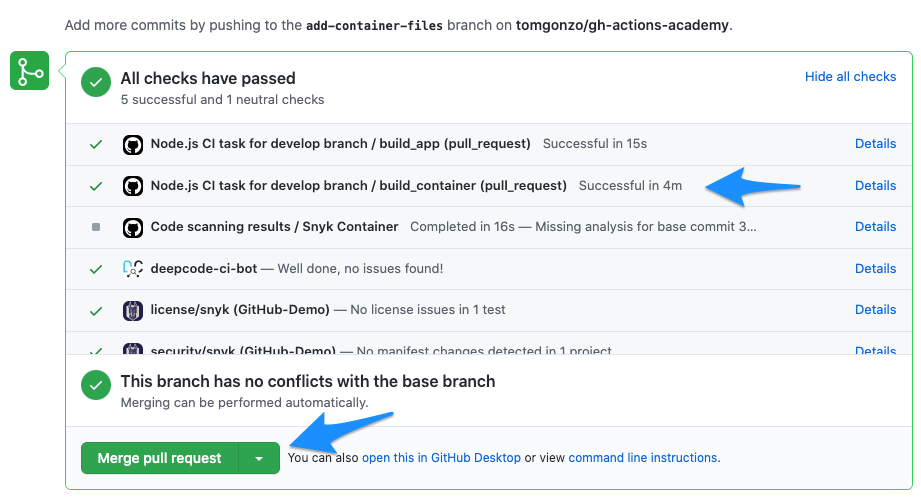 Add more commits by pushing to the add-container-files branch on tomgonzo/gh-actions-academy.
All checks have passed
Hide all checks
5 successful and 1 neutral checks
Node.js CI task for develop branch / build_app (pull_request) Successful in 15s Details
Node.js CI task for develop branch / build_container (pull_request) Successful in 4m Details
Code scanning results / Snyk Container Completed in 16s — Missing analysis for base commit 3... Details
deepcode-ci-bot — Well done, no issues found! Details
license/snyk (GitHub-Demo) — No license issues in 1 test Details
security/snyk (GitHub-Demo) — No manifest changes detected in 1 project Details
This branch has no conflicts with the base branch
Merging can be performed automatically.
Merge pull request You can also open this in GitHub Desktop or view command line instructions.